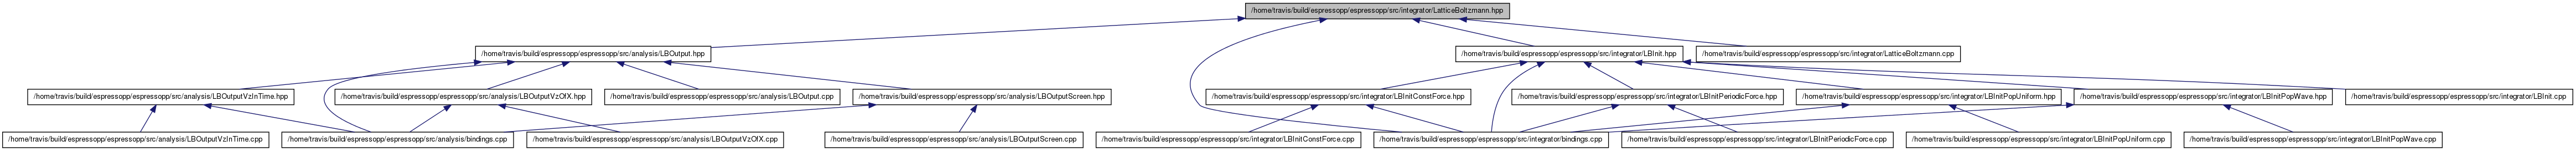 /home/travis/build/espressopp/espressopp/src/integrator/LatticeBoltzmann.hpp
/home/travis/build/espressopp/espressopp/src/analysis/LBOutput.hpp
/home/travis/build/espressopp/espressopp/src/integrator/LBInit.hpp
/home/travis/build/espressopp/espressopp/src/integrator/LatticeBoltzmann.cpp
/home/travis/build/espressopp/espressopp/src/analysis/LBOutputVzInTime.hpp
/home/travis/build/espressopp/espressopp/src/analysis/LBOutputVzOfX.hpp
/home/travis/build/espressopp/espressopp/src/analysis/LBOutput.cpp
/home/travis/build/espressopp/espressopp/src/analysis/LBOutputScreen.hpp
/home/travis/build/espressopp/espressopp/src/integrator/LBInitConstForce.hpp
/home/travis/build/espressopp/espressopp/src/integrator/LBInitPeriodicForce.hpp
/home/travis/build/espressopp/espressopp/src/integrator/LBInitPopUniform.hpp
/home/travis/build/espressopp/espressopp/src/integrator/LBInitPopWave.hpp
/home/travis/build/espressopp/espressopp/src/integrator/LBInit.cpp
/home/travis/build/espressopp/espressopp/src/analysis/LBOutputVzInTime.cpp
/home/travis/build/espressopp/espressopp/src/analysis/bindings.cpp
/home/travis/build/espressopp/espressopp/src/analysis/LBOutputVzOfX.cpp
/home/travis/build/espressopp/espressopp/src/analysis/LBOutputScreen.cpp
/home/travis/build/espressopp/espressopp/src/integrator/LBInitConstForce.cpp
/home/travis/build/espressopp/espressopp/src/integrator/bindings.cpp
/home/travis/build/espressopp/espressopp/src/integrator/LBInitPeriodicForce.cpp
/home/travis/build/espressopp/espressopp/src/integrator/LBInitPopUniform.cpp
/home/travis/build/espressopp/espressopp/src/integrator/LBInitPopWave.cpp